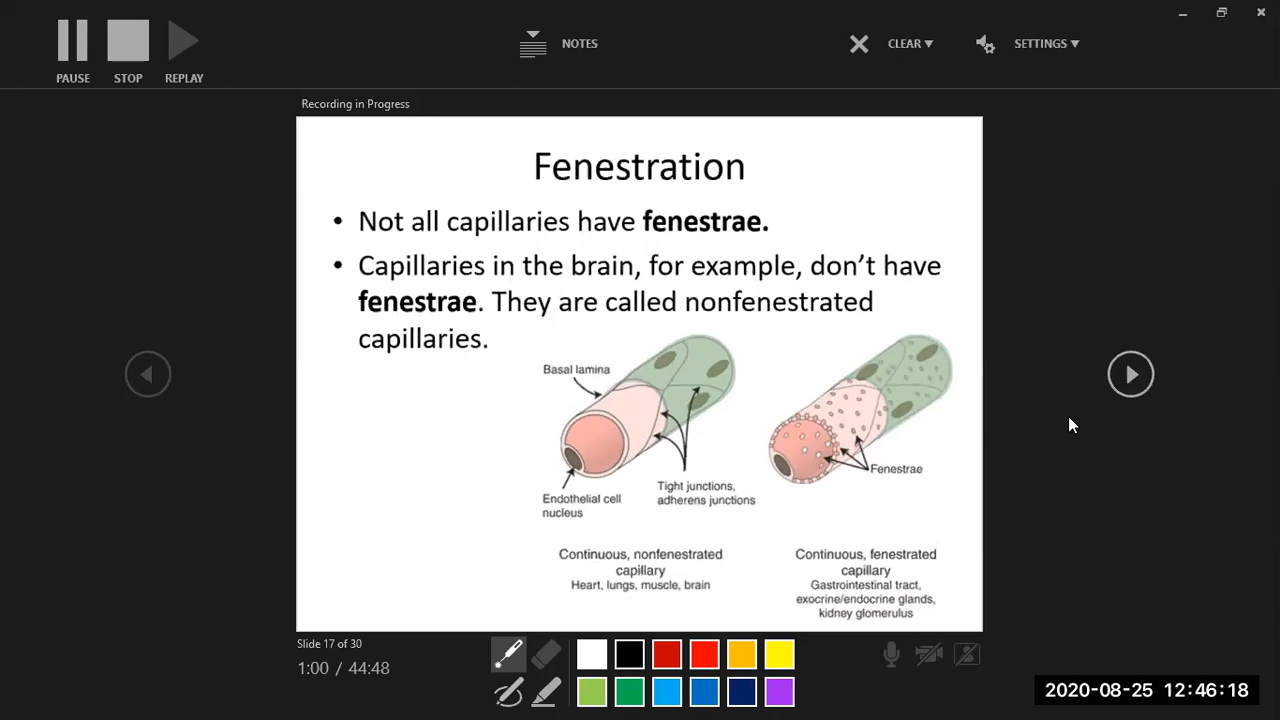 PAUSE STOP REPLAY
NOTES
CLEAR
SETTINGS
Recording in Progress
Fenestration
• Not all capillaries have fenestrae.
• Capillaries in the brain, for example, don’t have
fenestrae. They are called nonfenestrated
capillaries.
Basal lamina
Endothelial cell
nucleus
Tight junctions,
adherens junctions
Fenestrae
Continuous, nonfenestrated
capillary
Heart, lungs, muscle, brain
Continuous, fenestrated
capillary
Gastrointestinal tract,
exocrine/endocrine glands,
kidney glomerulus
Slide 17 of 30
1:00 / 44:48
2020-08-25 12:46:18